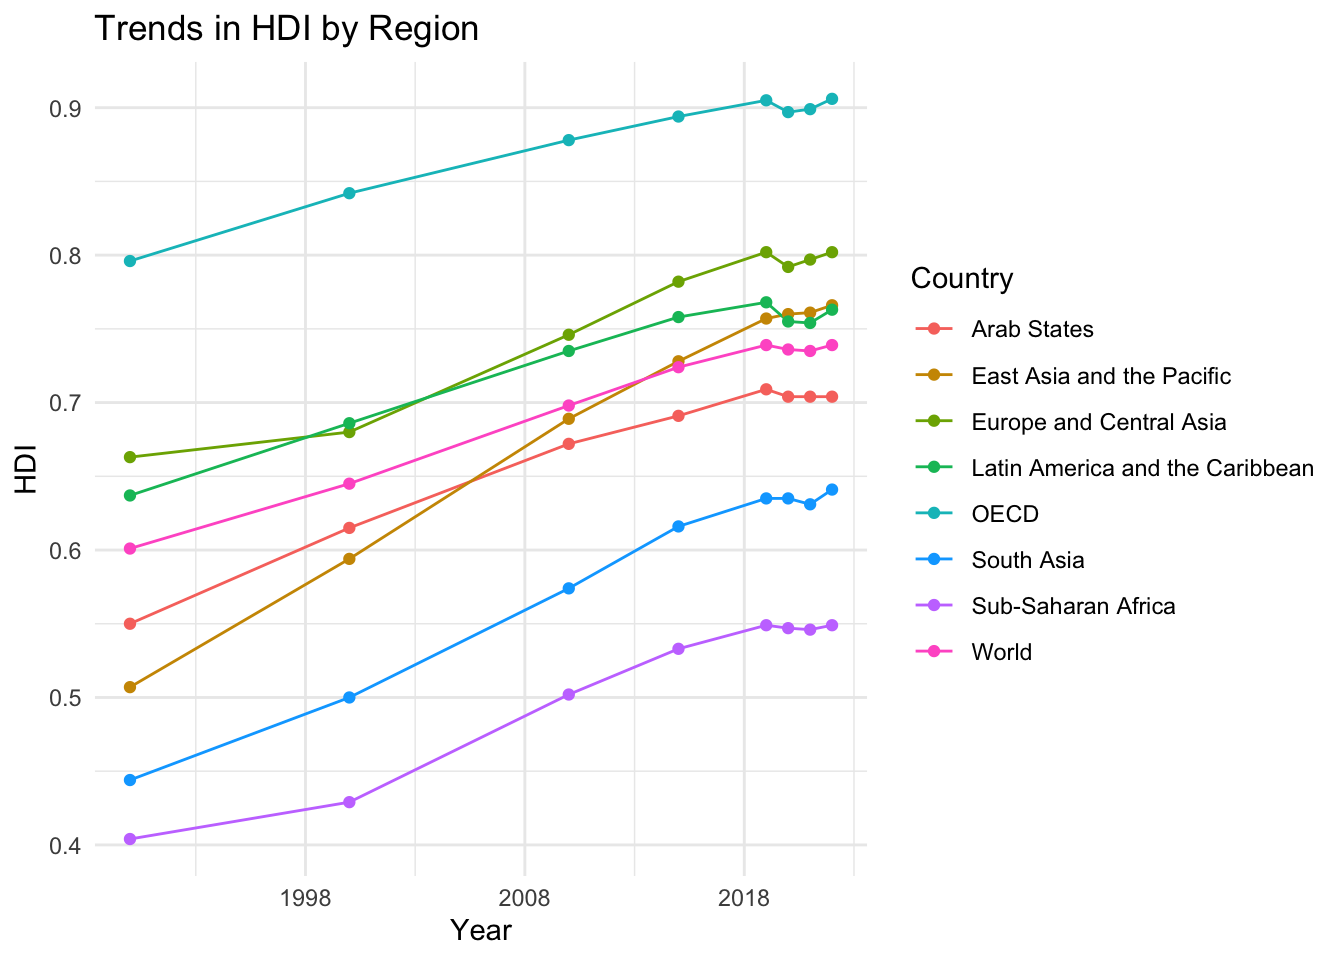 Trends in HDI by Region
0.9
0.8
0.7
0.6
0.5
0.4
HDI
1998
2008
2018
Year
Country
Arab States
East Asia and the Pacific
Europe and Central Asia
Latin America and the Caribbean
OECD
South Asia
Sub-Saharan Africa
World